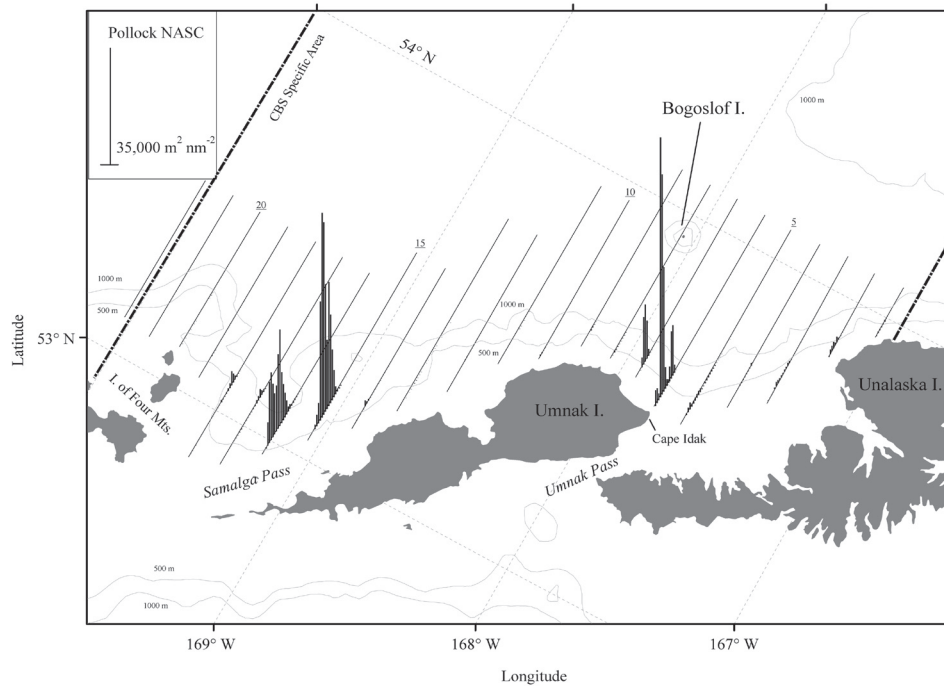 Pollock NASC
35,000 m² nm⁻²
CBS Specific Area
54° N
1000 m
Bogoslof I.
20
15
10
5
1000 m
500 m
1000 m
500 m
53° N
Latitude
I. of Four Mts.
Samalga Pass
Umnak I.
Umnak Pass
Cape Idak
Unalaska I.
500 m
1000 m
169° W
168° W
167° W
Longitude